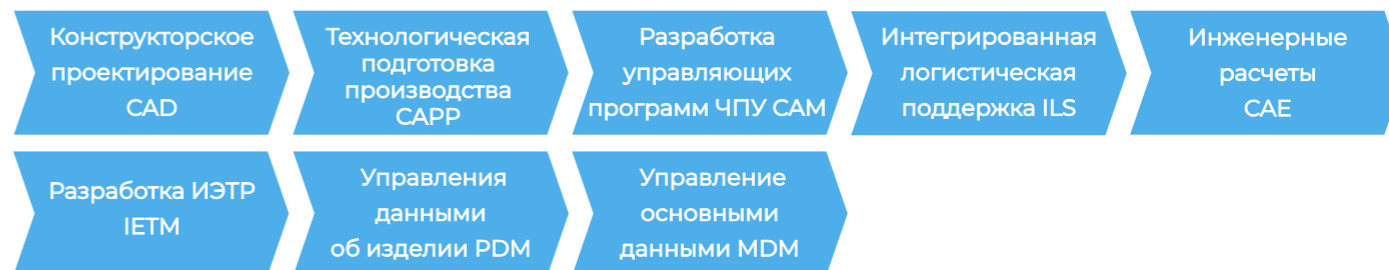 Конструкторское
проектирование
CAD
Технологическая
подготовка
производства
CAPP
Разработка
управляющих
программ ЧПУ CAM
Интегрированная
логистическая
поддержка ILS
Инженерные
расчеты
CAE
Разработка ИЭТР
IETM
Управления
данными
об изделии PDM
Управление
основными
данными MDM